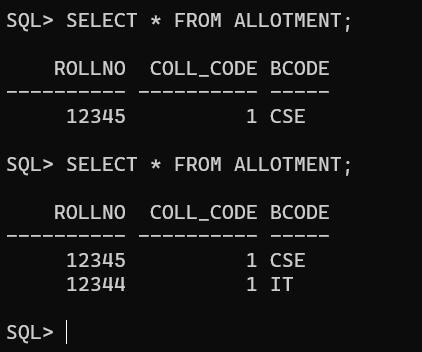 SQL> SELECT * FROM ALLOTMENT;
    ROLLNO  COLL_CODE BCODE
---------- ---------- -----
     12345          1 CSE
SQL> SELECT * FROM ALLOTMENT;
    ROLLNO  COLL_CODE BCODE
---------- ---------- -----
     12345          1 CSE
     12344          1 IT
SQL>